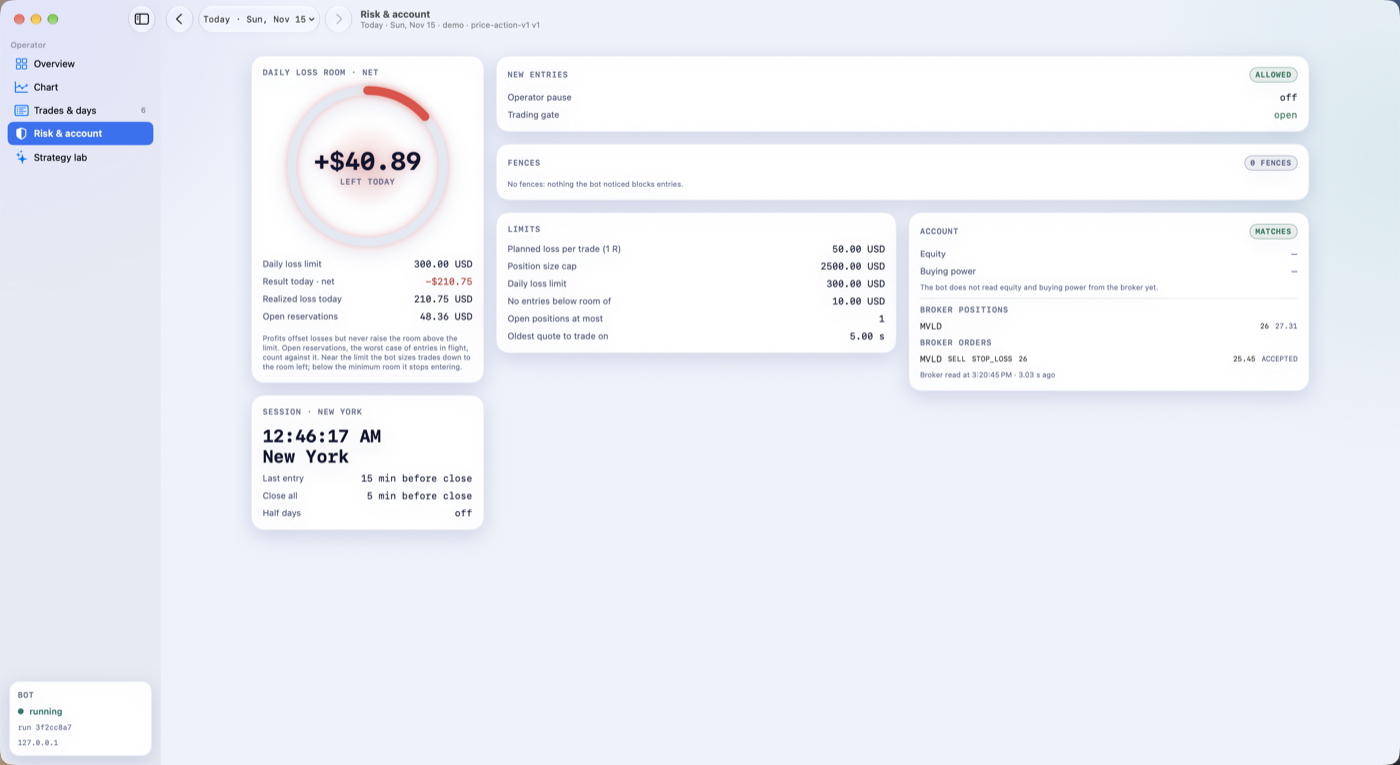 Today · Sun, Nov 15
Risk & account
Today · Sun, Nov 15 · demo · price-action-v1 v1
Operator
Overview
Chart
Trades & days 6
Risk & account
Strategy lab
BOT
running
run 3f2cc8a7
127.0.0.1
DAILY LOSS ROOM · NET
+$40.89
LEFT TODAY
Daily loss limit 300.00 USD
Result today · net −$210.75
Realized loss today 210.75 USD
Open reservations 48.36 USD
Profits offset losses but never raise the room above the
limit. Open reservations, the worst case of entries in flight,
count against it. Near the limit the bot sizes trades down to
the room left; below the minimum room it stops entering.
SESSION · NEW YORK
12:46:17 AM
New York
Last entry 15 min before close
Close all 5 min before close
Half days off
NEW ENTRIES ALLOWED
Operator pause off
Trading gate open
FENCES 0 FENCES
No fences: nothing the bot noticed blocks entries.
LIMITS
Planned loss per trade (1 R) 50.00 USD
Position size cap 2500.00 USD
Daily loss limit 300.00 USD
No entries below room of 10.00 USD
Open positions at most 1
Oldest quote to trade on 5.00 s
ACCOUNT MATCHES
Equity —
Buying power —
The bot does not read equity and buying power from the broker yet.
BROKER POSITIONS
MVLD 26 27.31
BROKER ORDERS
MVLD SELL STOP_LOSS 26 25.45 ACCEPTED
Broker read at 3:20:45 PM · 3.03 s ago